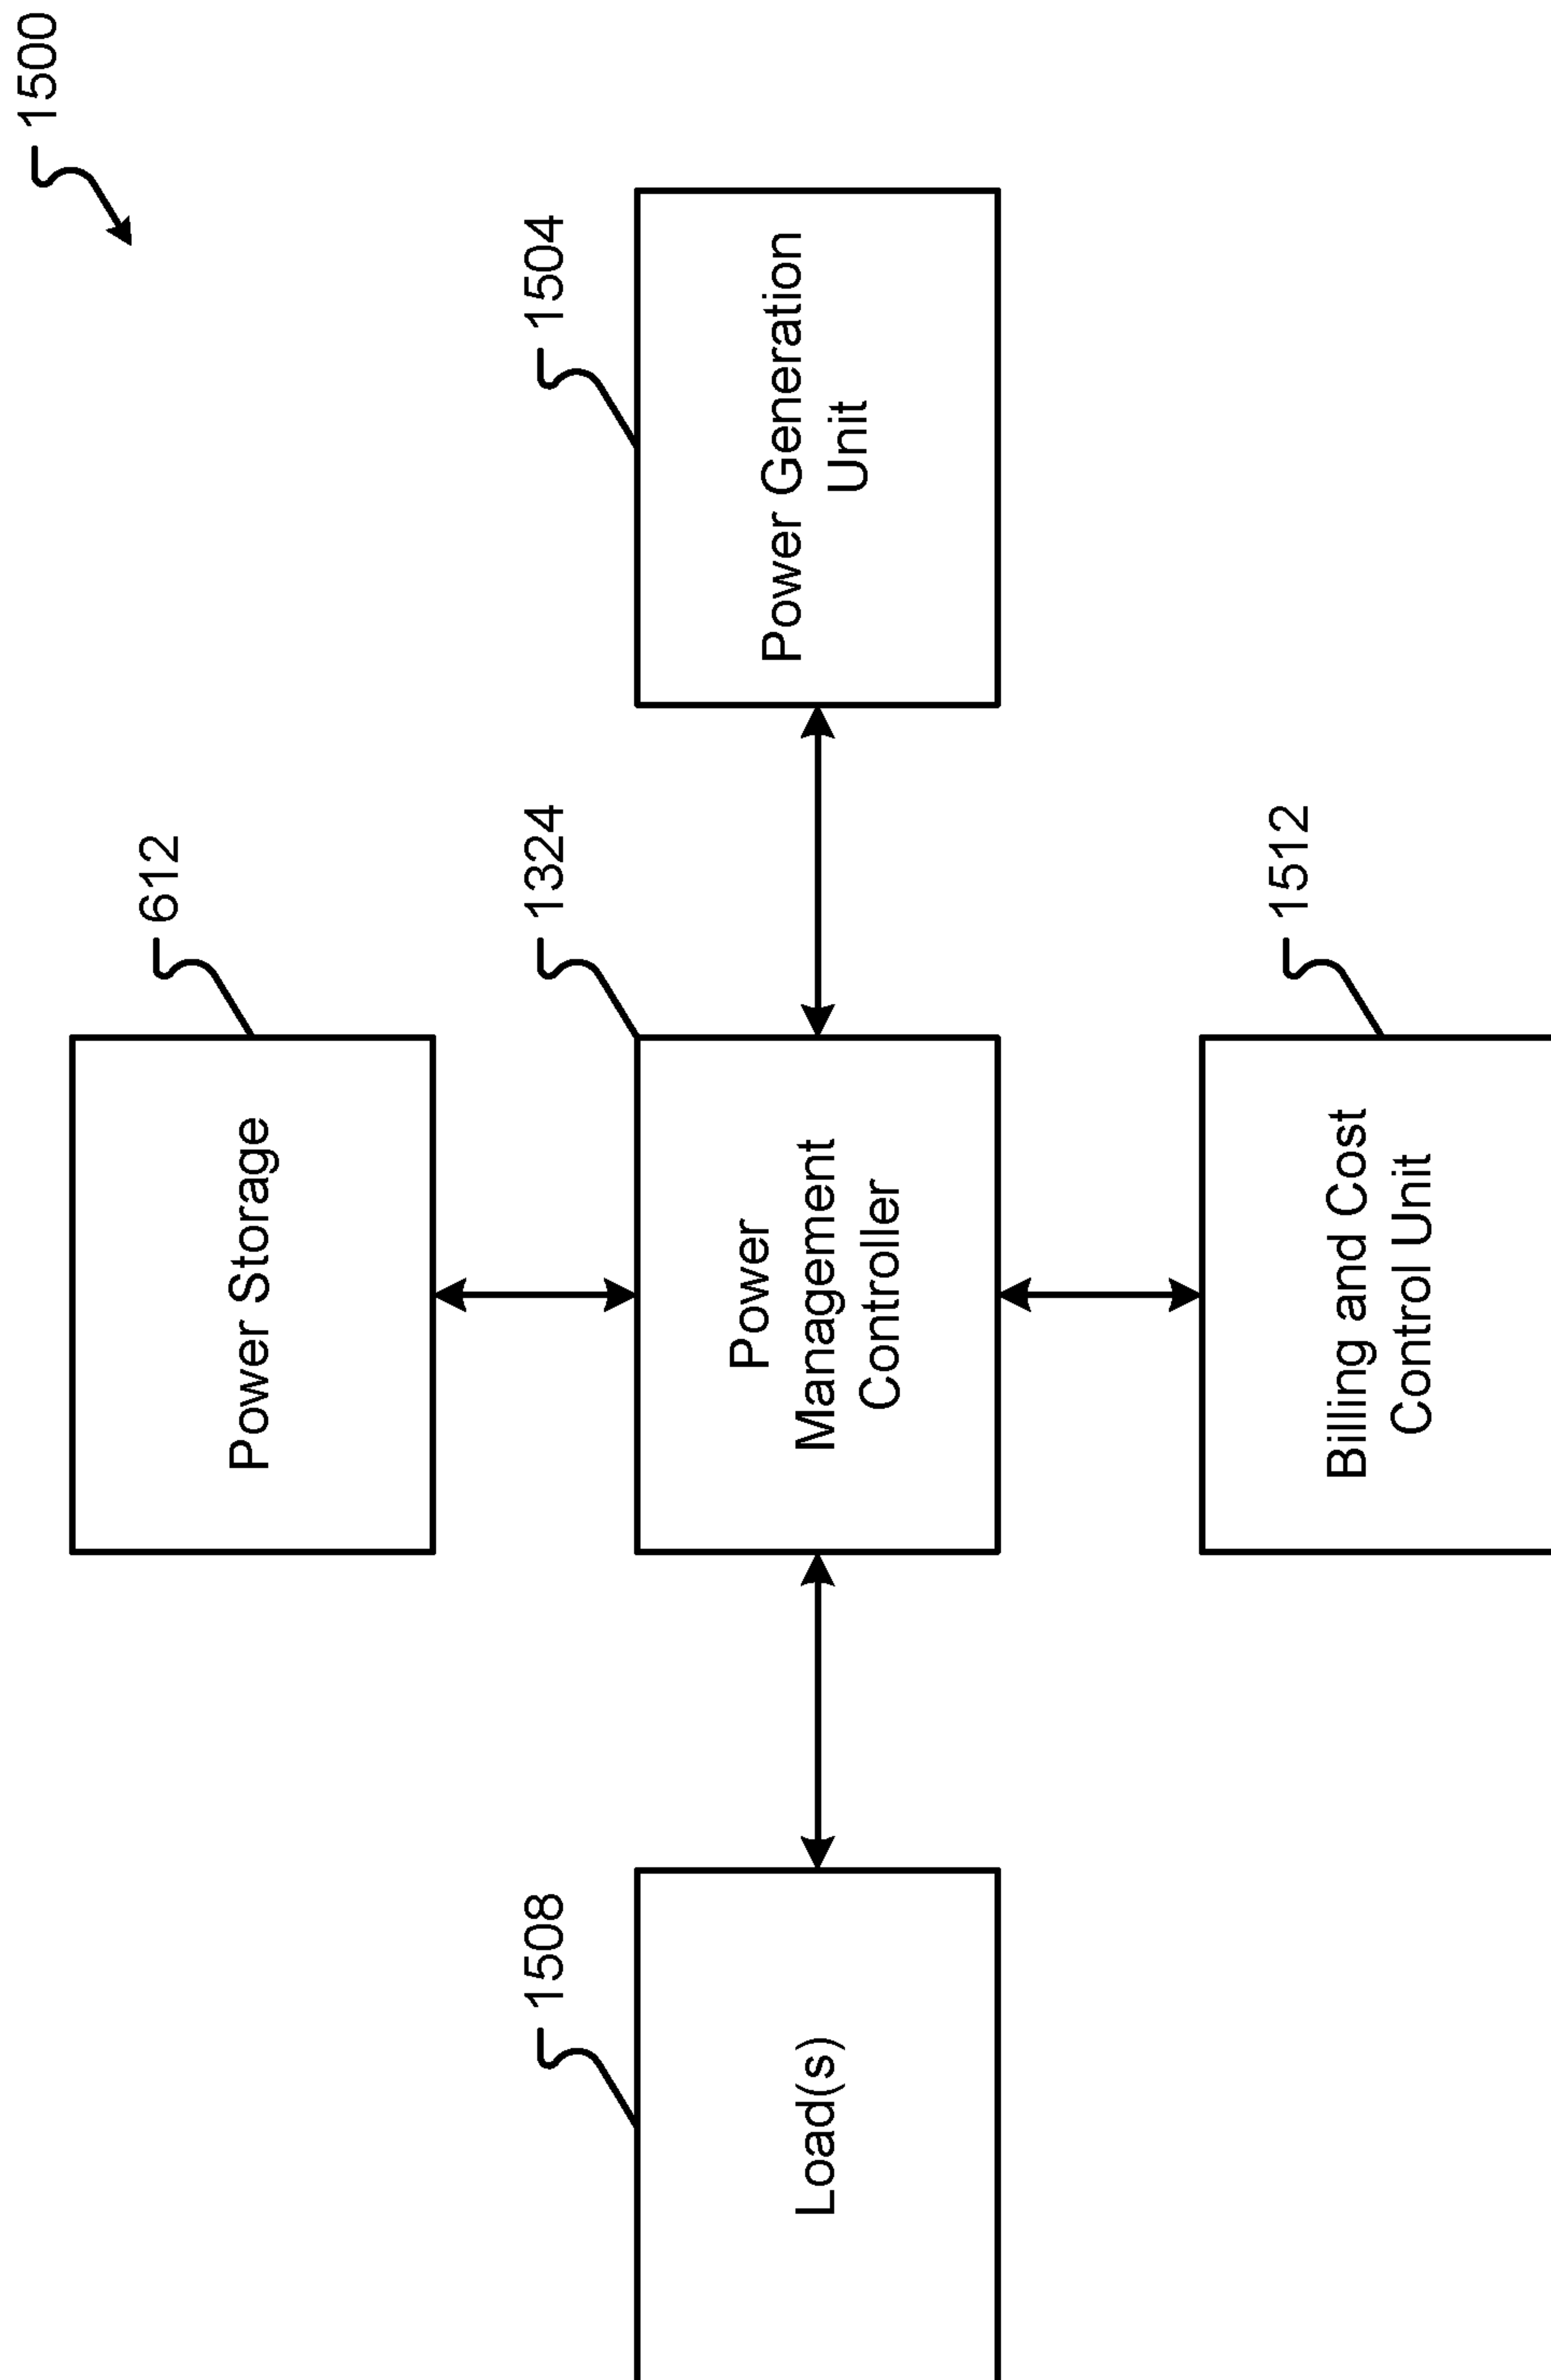 1500
612
Power Storage
1508
1324
1504
Load(s)
Power
Management
Controller
Power Generation
Unit
1512
Billing and Cost
Control Unit